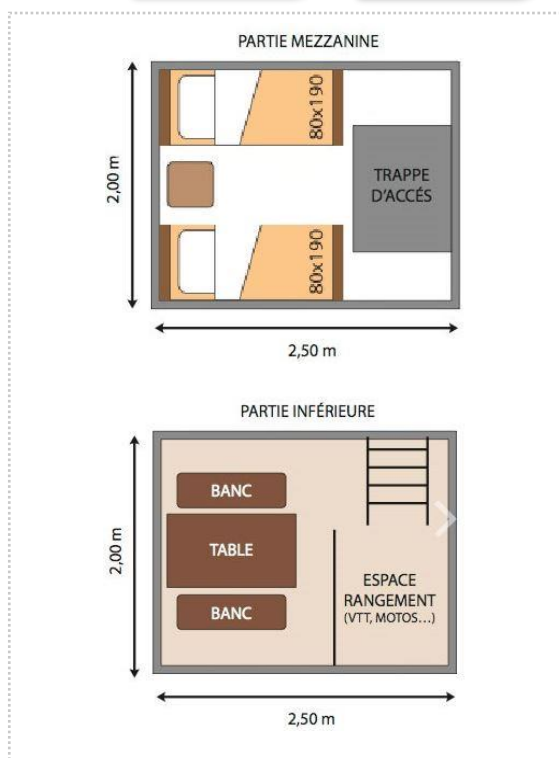 PARTIE MEZZANINE
80x190
TRAPPE
D'ACCÉS
2,00 m
80x190
2,50 m
PARTIE INFÉRIEURE
BANC
TABLE
2,00 m
BANC
ESPACE
RANGEMENT
(VTT, MOTOS...)
2,50 m